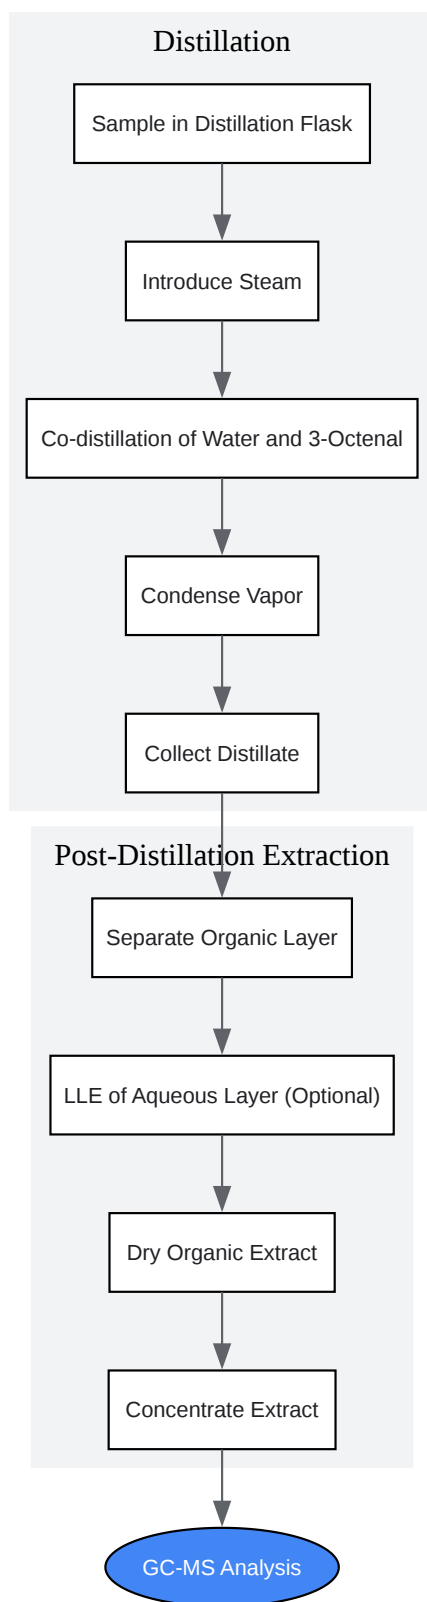 Distillation
Sample in Distillation Flask
Introduce Steam
Co-distillation of Water and 3-Octenal
Condense Vapor
Collect Distillate
Post-Distillation Extraction
Separate Organic Layer
LLE of Aqueous Layer (Optional)
Dry Organic Extract
Concentrate Extract
GC-MS Analysis